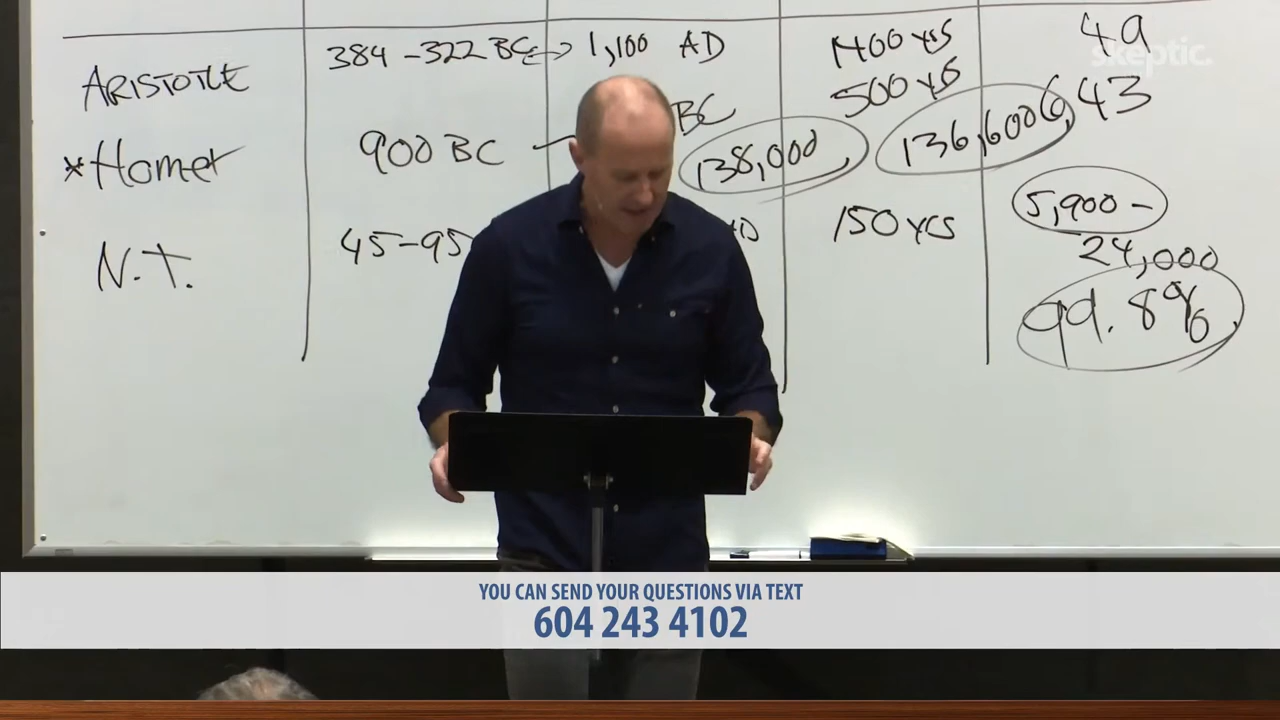 ARISTOTLE 384-322 BC → 1,100 AD 1400 yrs 49
skeptic.
*Homer 900 BC BC 500 yrs 643
138,000 136,600
N.T. 45-95 AD 150 yrs 5,900-
24,000
99.8%
YOU CAN SEND YOUR QUESTIONS VIA TEXT
604 243 4102